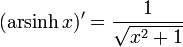 (arsinh x)′ = 1/√(x² + 1)